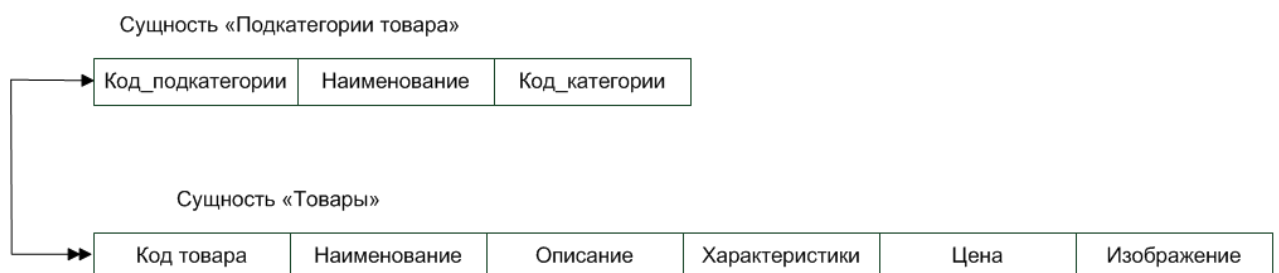 Сущность «Подкатегории товара»
Код_подкатегории Наименование Код_категории
Сущность «Товары»
Код товара Наименование Описание Характеристики Цена Изображение